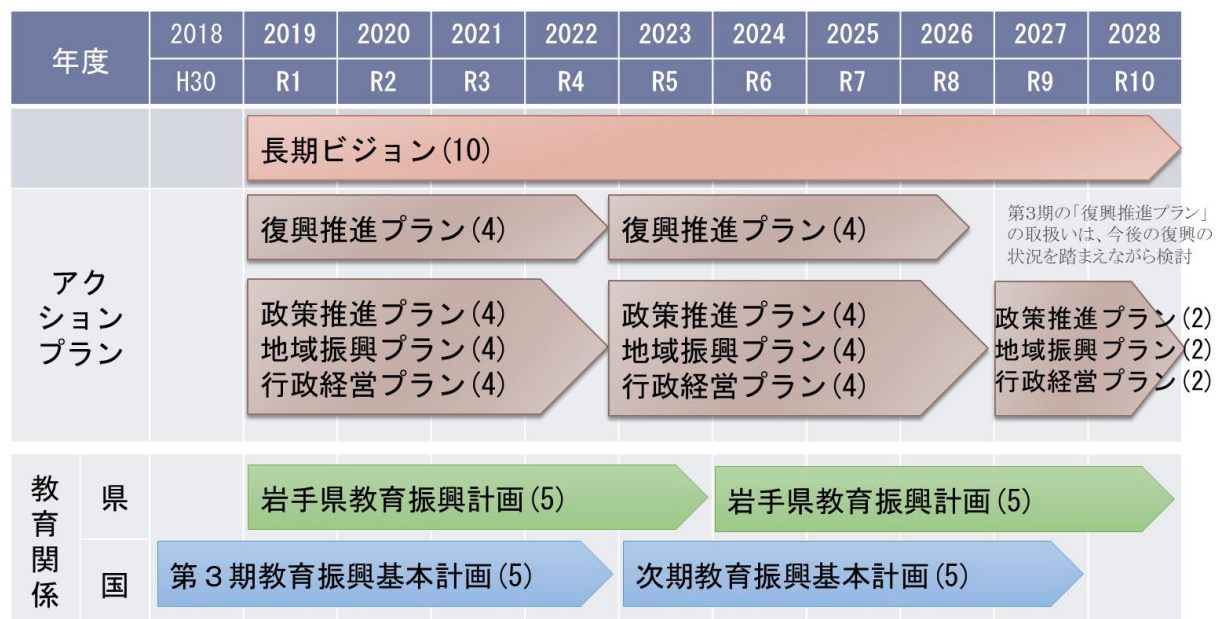 年度
2018 2019 2020 2021 2022 2023 2024 2025 2026 2027 2028
H30 R1 R2 R3 R4 R5 R6 R7 R8 R9 R10
長期ビジョン(10)
アク
ション
プラン
復興推進プラン(4)
復興推進プラン(4)
第3期の「復興推進プラン」
の取扱いは、今後の復興の
状況を踏まえながら検討
政策推進プラン(4)
地域振興プラン(4)
行政経営プラン(4)
政策推進プラン(4)
地域振興プラン(4)
行政経営プラン(4)
政策推進プラン(2)
地域振興プラン(2)
行政経営プラン(2)
教育関係
県
岩手県教育振興計画(5)
岩手県教育振興計画(5)
国
第3期教育振興基本計画(5)
次期教育振興基本計画(5)